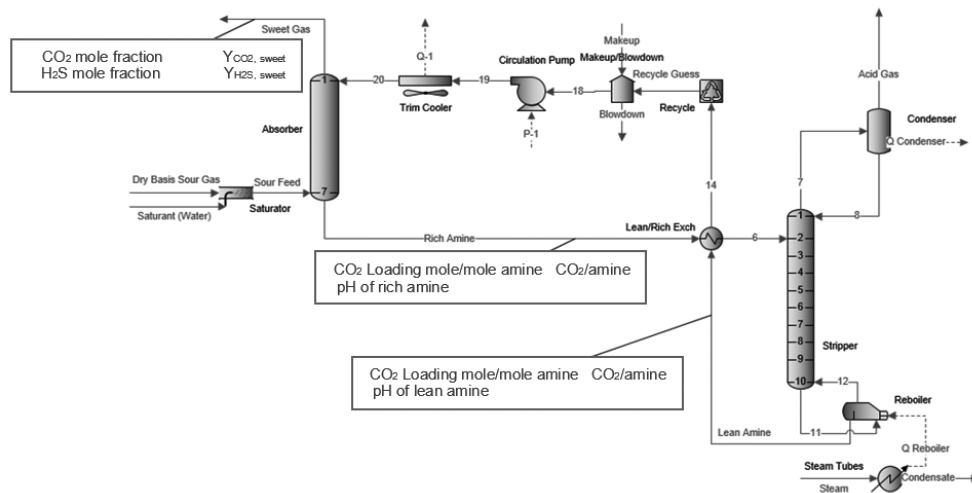 Sweet Gas
CO₂ mole fraction Y_CO2, sweet
H2S mole fraction Y_H2S, sweet
Q-1
20
Trim Cooler
19
Circulation Pump
P-1
18
Makeup
Makeup/Blowdown
Recycle Guess
Blowdown
Recycle
Acid Gas
Condenser
Q Condenser
1
Absorber
7
Dry Basis Sour Gas
Sour Feed
Saturator
Saturant (Water)
14
7
8
Rich Amine
Lean/Rich Exch
6
CO₂ Loading mole/mole amine CO₂/amine
pH of rich amine
1
2
3
4
5
6
7
8
9
10
Stripper
CO₂ Loading mole/mole amine CO₂/amine
pH of lean amine
12
Reboiler
Lean Amine
11
Q Reboiler
Steam Tubes
Steam
Condensate